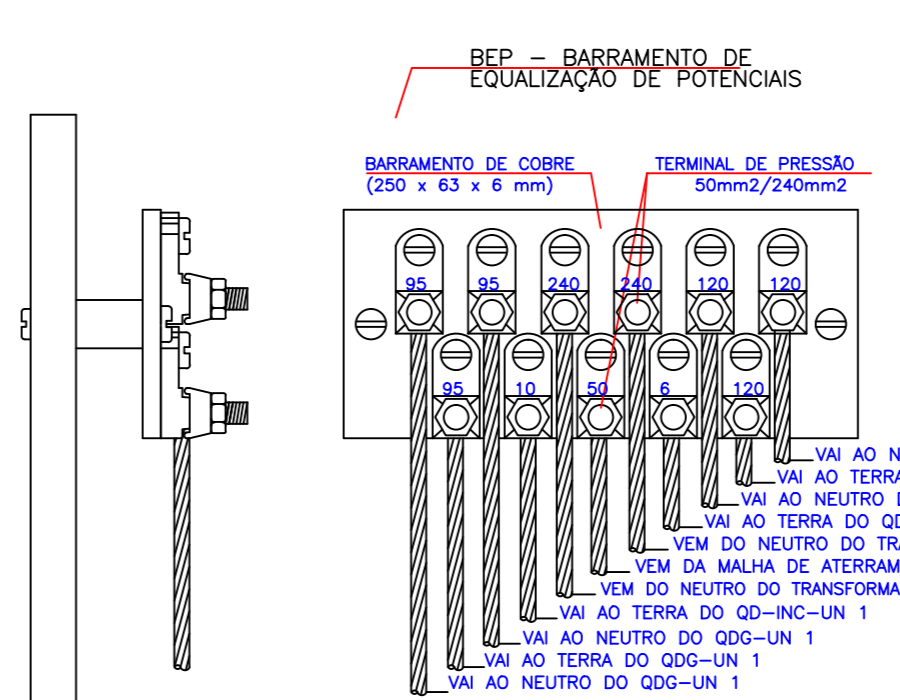 BEP – BARRAMENTO DE
EQUALIZAÇÃO DE POTENCIAIS
BARRAMENTO DE COBRE
(250 x 63 x 6 mm)
TERMINAL DE PRESSÃO
50mm2/240mm2
95 95 240 240 120 120
95 10 50 6 120
VAI AO N
VAI AO TERRA
VAI AO NEUTRO
VAI AO TERRA DO QD
VEM DO NEUTRO DO TRA
VEM DA MALHA DE ATERRAM
VEM DO NEUTRO DO TRANSFORMA
VAI AO TERRA DO QD–INC–UN 1
VAI AO NEUTRO DO QDG–UN 1
VAI AO TERRA DO QDG–UN 1
VAI AO NEUTRO DO QDG–UN 1